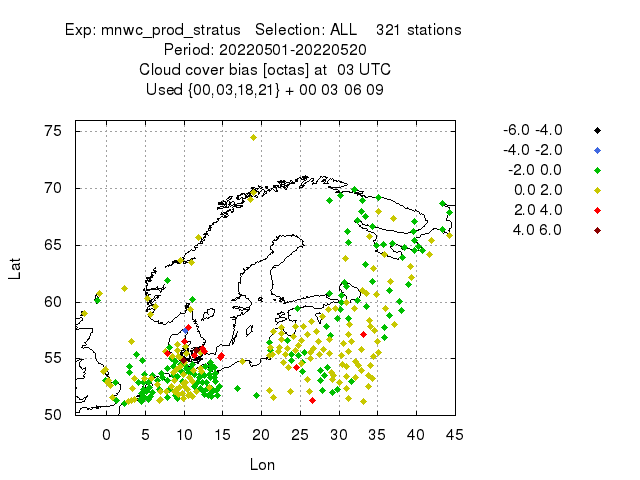 Exp: mnwc_prod_stratus   Selection: ALL    321 stations
Period: 20220501-20220520
Cloud cover bias [octas] at  03 UTC
Used {00,03,18,21} + 00 03 06 09
-6.0 -4.0
-4.0 -2.0
-2.0 0.0
0.0 2.0
2.0 4.0
4.0 6.0
75
70
65
60
55
50
Lat
0 5 10 15 20 25 30 35 40 45
Lon